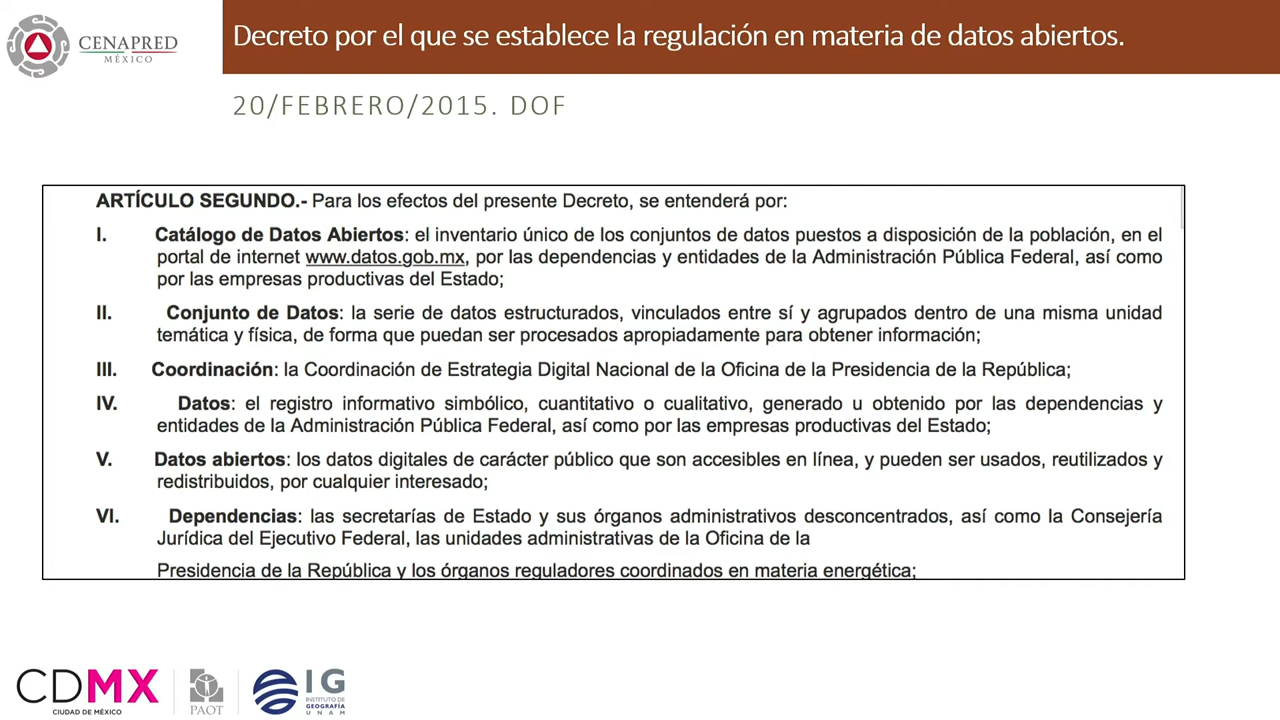 CENAPRED
MÉXICO
Decreto por el que se establece la regulación en materia de datos abiertos.
20/FEBRERO/2015. DOF
ARTÍCULO SEGUNDO.- Para los efectos del presente Decreto, se entenderá por:
I. Catálogo de Datos Abiertos: el inventario único de los conjuntos de datos puestos a disposición de la población, en el
portal de internet www.datos.gob.mx, por las dependencias y entidades de la Administración Pública Federal, así como
por las empresas productivas del Estado;
II. Conjunto de Datos: la serie de datos estructurados, vinculados entre sí y agrupados dentro de una misma unidad
temática y física, de forma que puedan ser procesados apropiadamente para obtener información;
III. Coordinación: la Coordinación de Estrategia Digital Nacional de la Oficina de la Presidencia de la República;
IV. Datos: el registro informativo simbólico, cuantitativo o cualitativo, generado u obtenido por las dependencias y
entidades de la Administración Pública Federal, así como por las empresas productivas del Estado;
V. Datos abiertos: los datos digitales de carácter público que son accesibles en línea, y pueden ser usados, reutilizados y
redistribuidos, por cualquier interesado;
VI. Dependencias: las secretarías de Estado y sus órganos administrativos desconcentrados, así como la Consejería
Jurídica del Ejecutivo Federal, las unidades administrativas de la Oficina de la
Presidencia de la República y los órganos reguladores coordinados en materia energética;
CDMX
CIUDAD DE MÉXICO
PAOT
IG
INSTITUTO DE
GEOGRAFÍA
UNAM